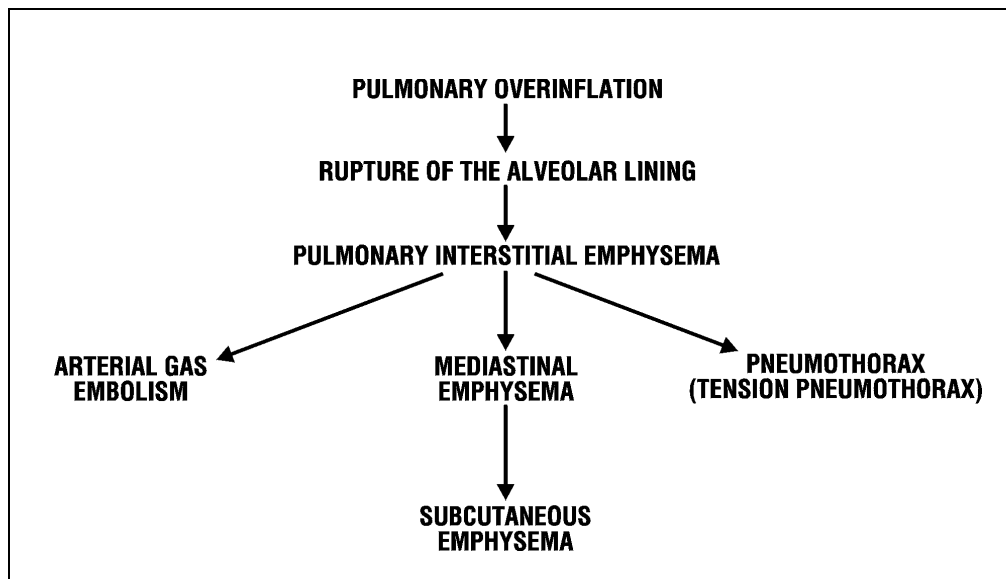 PULMONARY OVERINFLATION
RUPTURE OF THE ALVEOLAR LINING
PULMONARY INTERSTITIAL EMPHYSEMA
ARTERIAL GAS
EMBOLISM
MEDIASTINAL
EMPHYSEMA
PNEUMOTHORAX
(TENSION PNEUMOTHORAX)
SUBCUTANEOUS
EMPHYSEMA